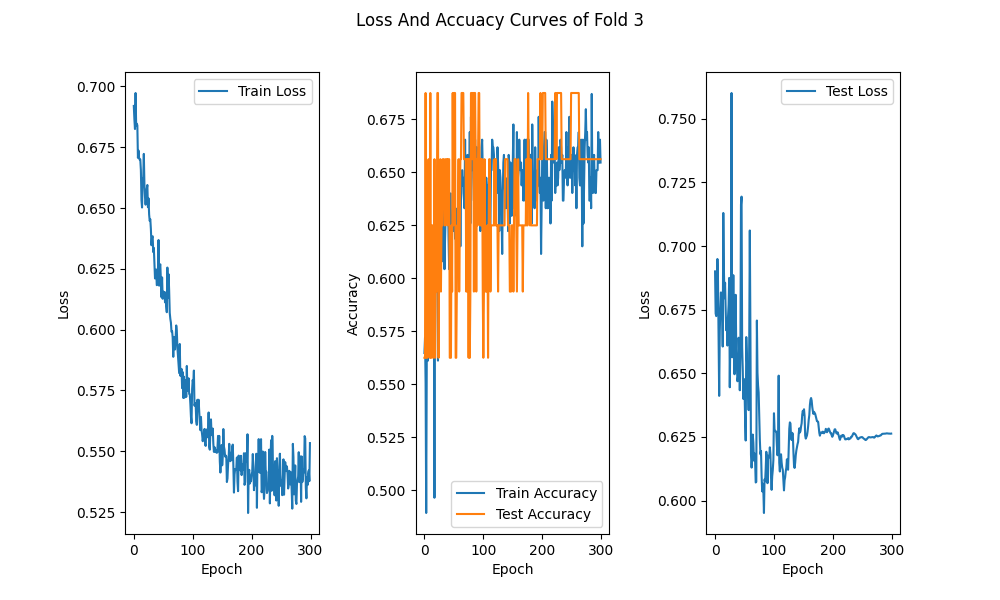 Loss And Accuacy Curves of Fold 3
0.700
0.675
0.650
0.625
0.600
0.575
0.550
0.525
Loss
0 100 200 300
Epoch
Train Loss
0.675
0.650
0.625
0.600
0.575
0.550
0.525
0.500
Accuracy
0 100 200 300
Epoch
Train Accuracy
Test Accuracy
0.750
0.725
0.700
0.675
0.650
0.625
0.600
Loss
0 100 200 300
Epoch
Test Loss